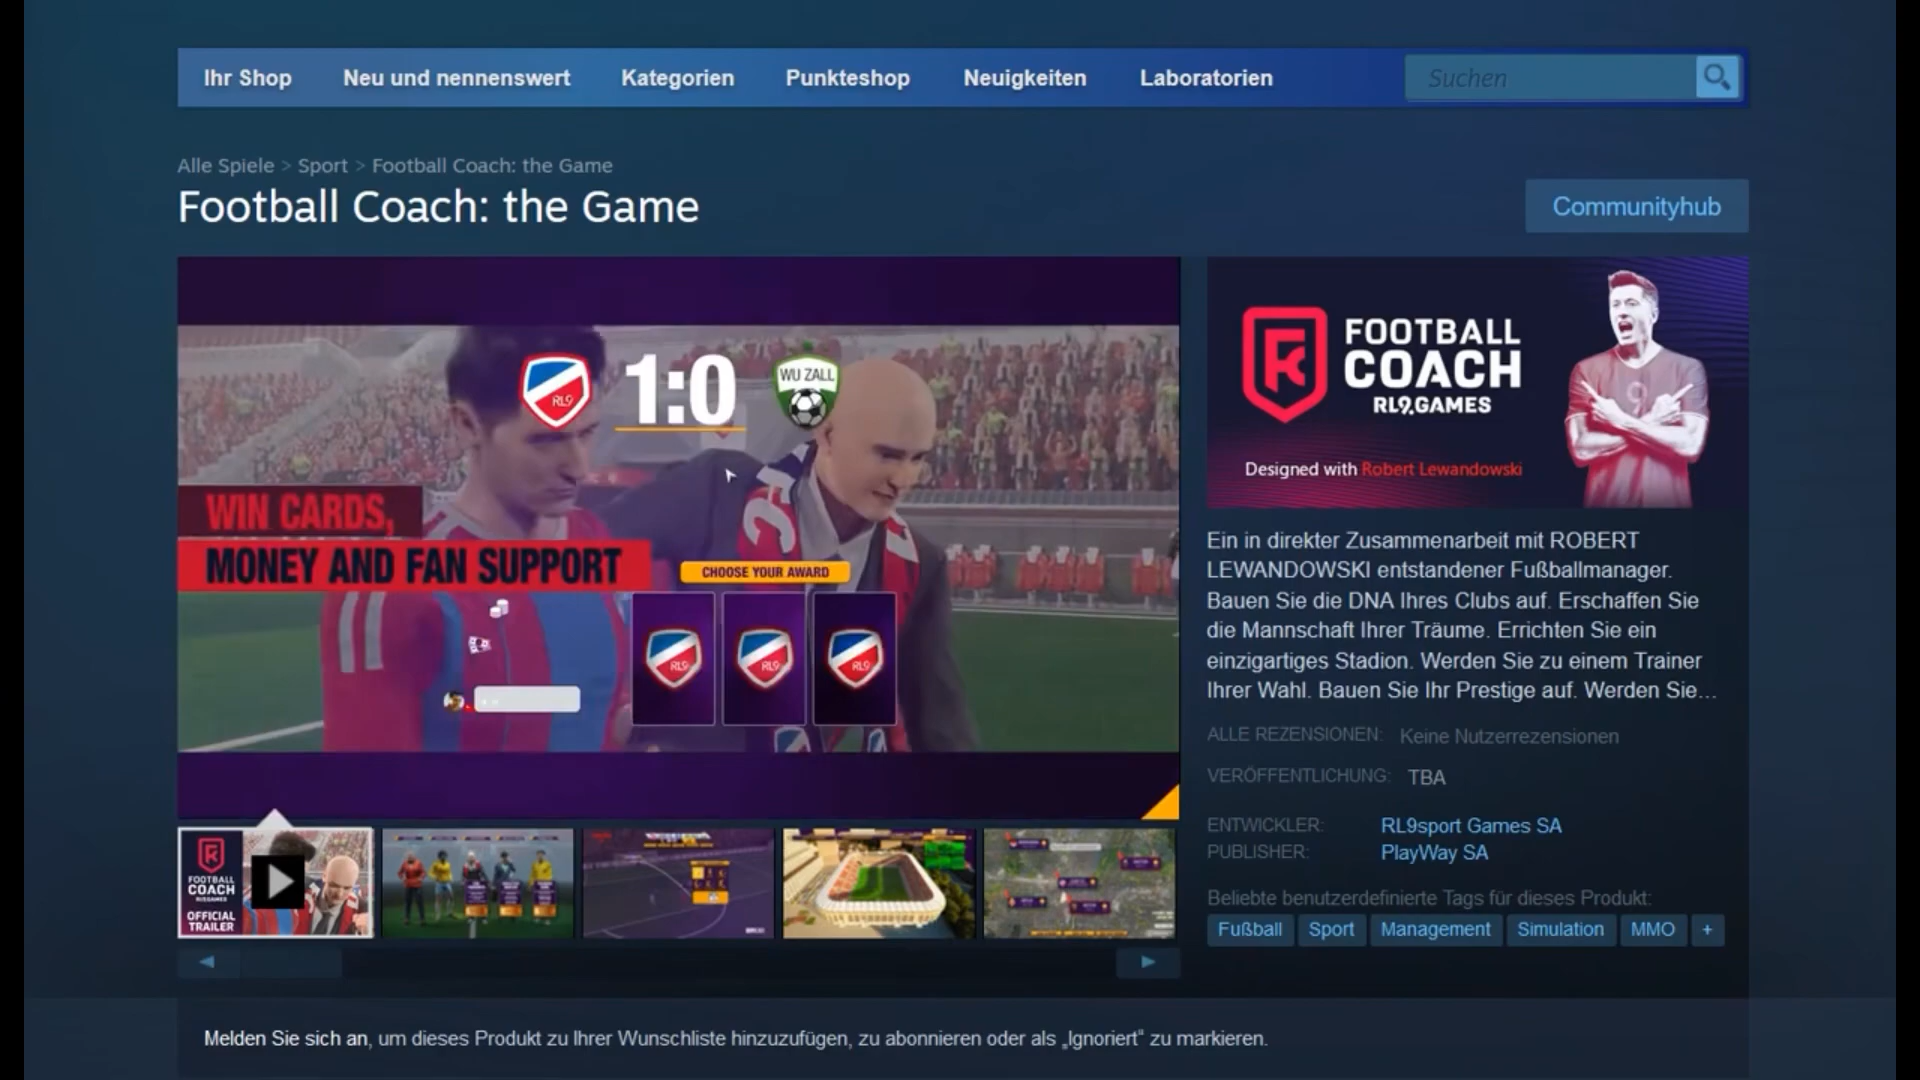 Ihr Shop
Neu und nennenswert
Kategorien
Punkteshop
Neuigkeiten
Laboratorien
Suchen
Alle Spiele > Sport > Football Coach: the Game
Football Coach: the Game
Communityhub
RL9
1:0
WU ZALL
WIN CARDS,
MONEY AND FAN SUPPORT
CHOOSE YOUR AWARD
RL9
RL9
RL9
FOOTBALL
COACH
RL9.GAMES
9
Designed with Robert Lewandowski
Ein in direkter Zusammenarbeit mit ROBERT
LEWANDOWSKI entstandener Fußballmanager.
Bauen Sie die DNA Ihres Clubs auf. Erschaffen Sie
die Mannschaft Ihrer Träume. Errichten Sie ein
einzigartiges Stadion. Werden Sie zu einem Trainer
Ihrer Wahl. Bauen Sie Ihr Prestige auf. Werden Sie…
ALLE REZENSIONEN: Keine Nutzerrezensionen
VERÖFFENTLICHUNG: TBA
ENTWICKLER: RL9sport Games SA
PUBLISHER: PlayWay SA
Beliebte benutzerdefinierte Tags für dieses Produkt:
Fußball Sport Management Simulation MMO +
FOOTBALL
COACH
OFFICIAL
TRAILER
Melden Sie sich an, um dieses Produkt zu Ihrer Wunschliste hinzuzufügen, zu abonnieren oder als „Ignoriert“ zu markieren.